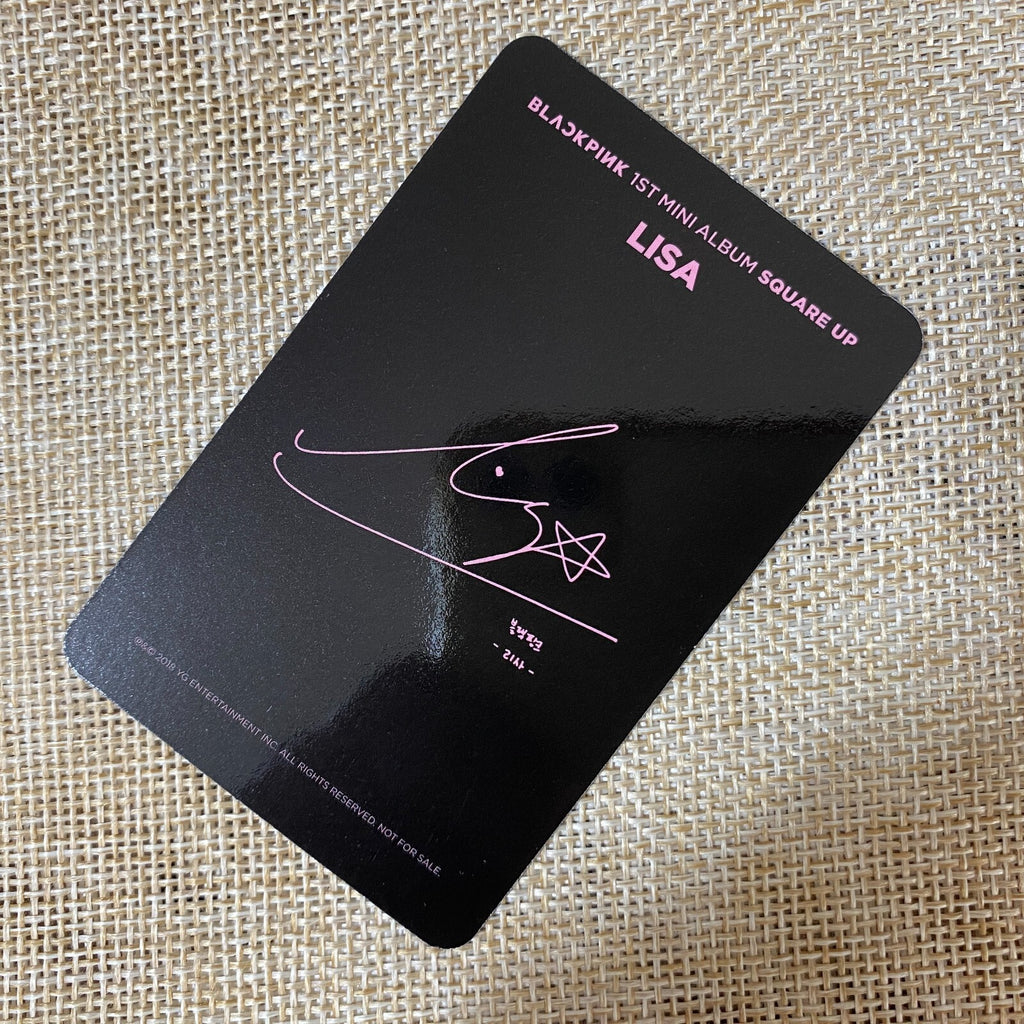 BLACKPINK 1ST MINI ALBUM SQUARE UP
LISA
블랙핑크
- 리사 -
℗&© 2018 YG ENTERTAINMENT INC. ALL RIGHTS RESERVED. NOT FOR SALE.